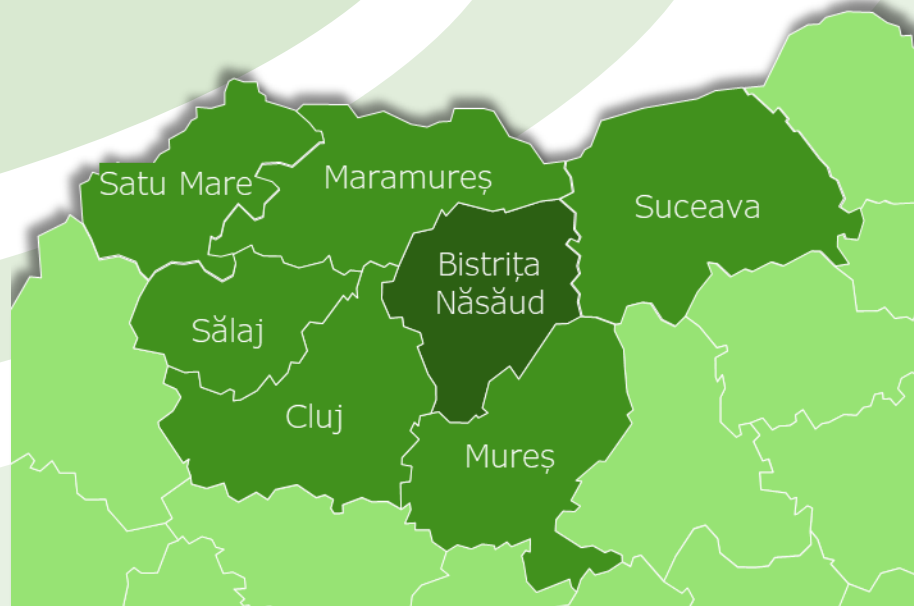 Satu Mare
Maramureș
Suceava
Bistrița
Năsăud
Sălaj
Cluj
Mureș